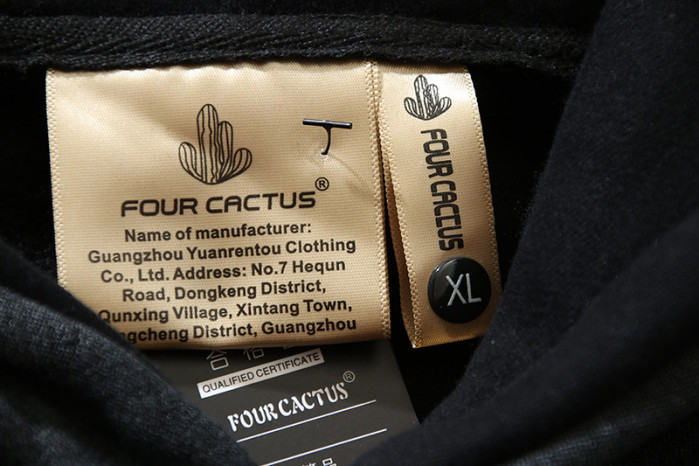 FOUR CACTUS®
Name of manufacturer:
Guangzhou Yuanrentou Clothing
Co., Ltd. Address: No.7 Hequn
Road, Dongkeng District,
Qunxing Village, Xintang Town,
District, Guangzhou
FOUR CACTUS
XL
QUALIFIED CERTIFICATE
FOUR CACTUS®